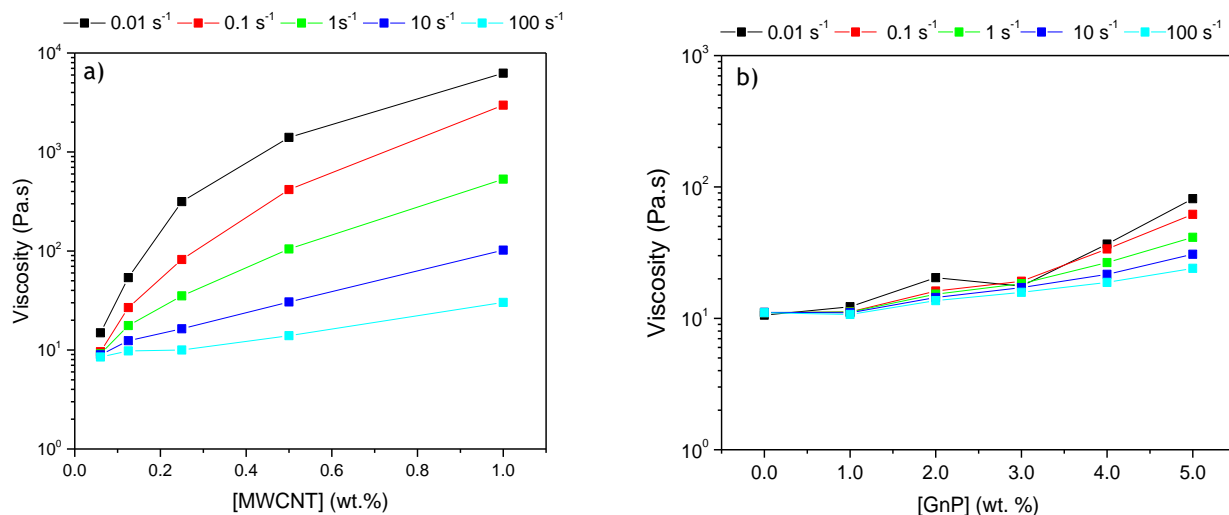 0.01 s⁻¹ 0.1 s⁻¹ 1s⁻¹ 10 s⁻¹ 100 s⁻¹
a)
10⁴
10³
10²
10¹
10⁰
Viscosity (Pa.s)
0.0 0.2 0.4 0.6 0.8 1.0
[MWCNT] (wt.%)
0.01 s⁻¹ 0.1 s⁻¹ 1 s⁻¹ 10 s⁻¹ 100 s⁻¹
b)
10³
10²
10¹
10⁰
Viscosity (Pa.s)
0.0 1.0 2.0 3.0 4.0 5.0
[GnP] (wt. %)